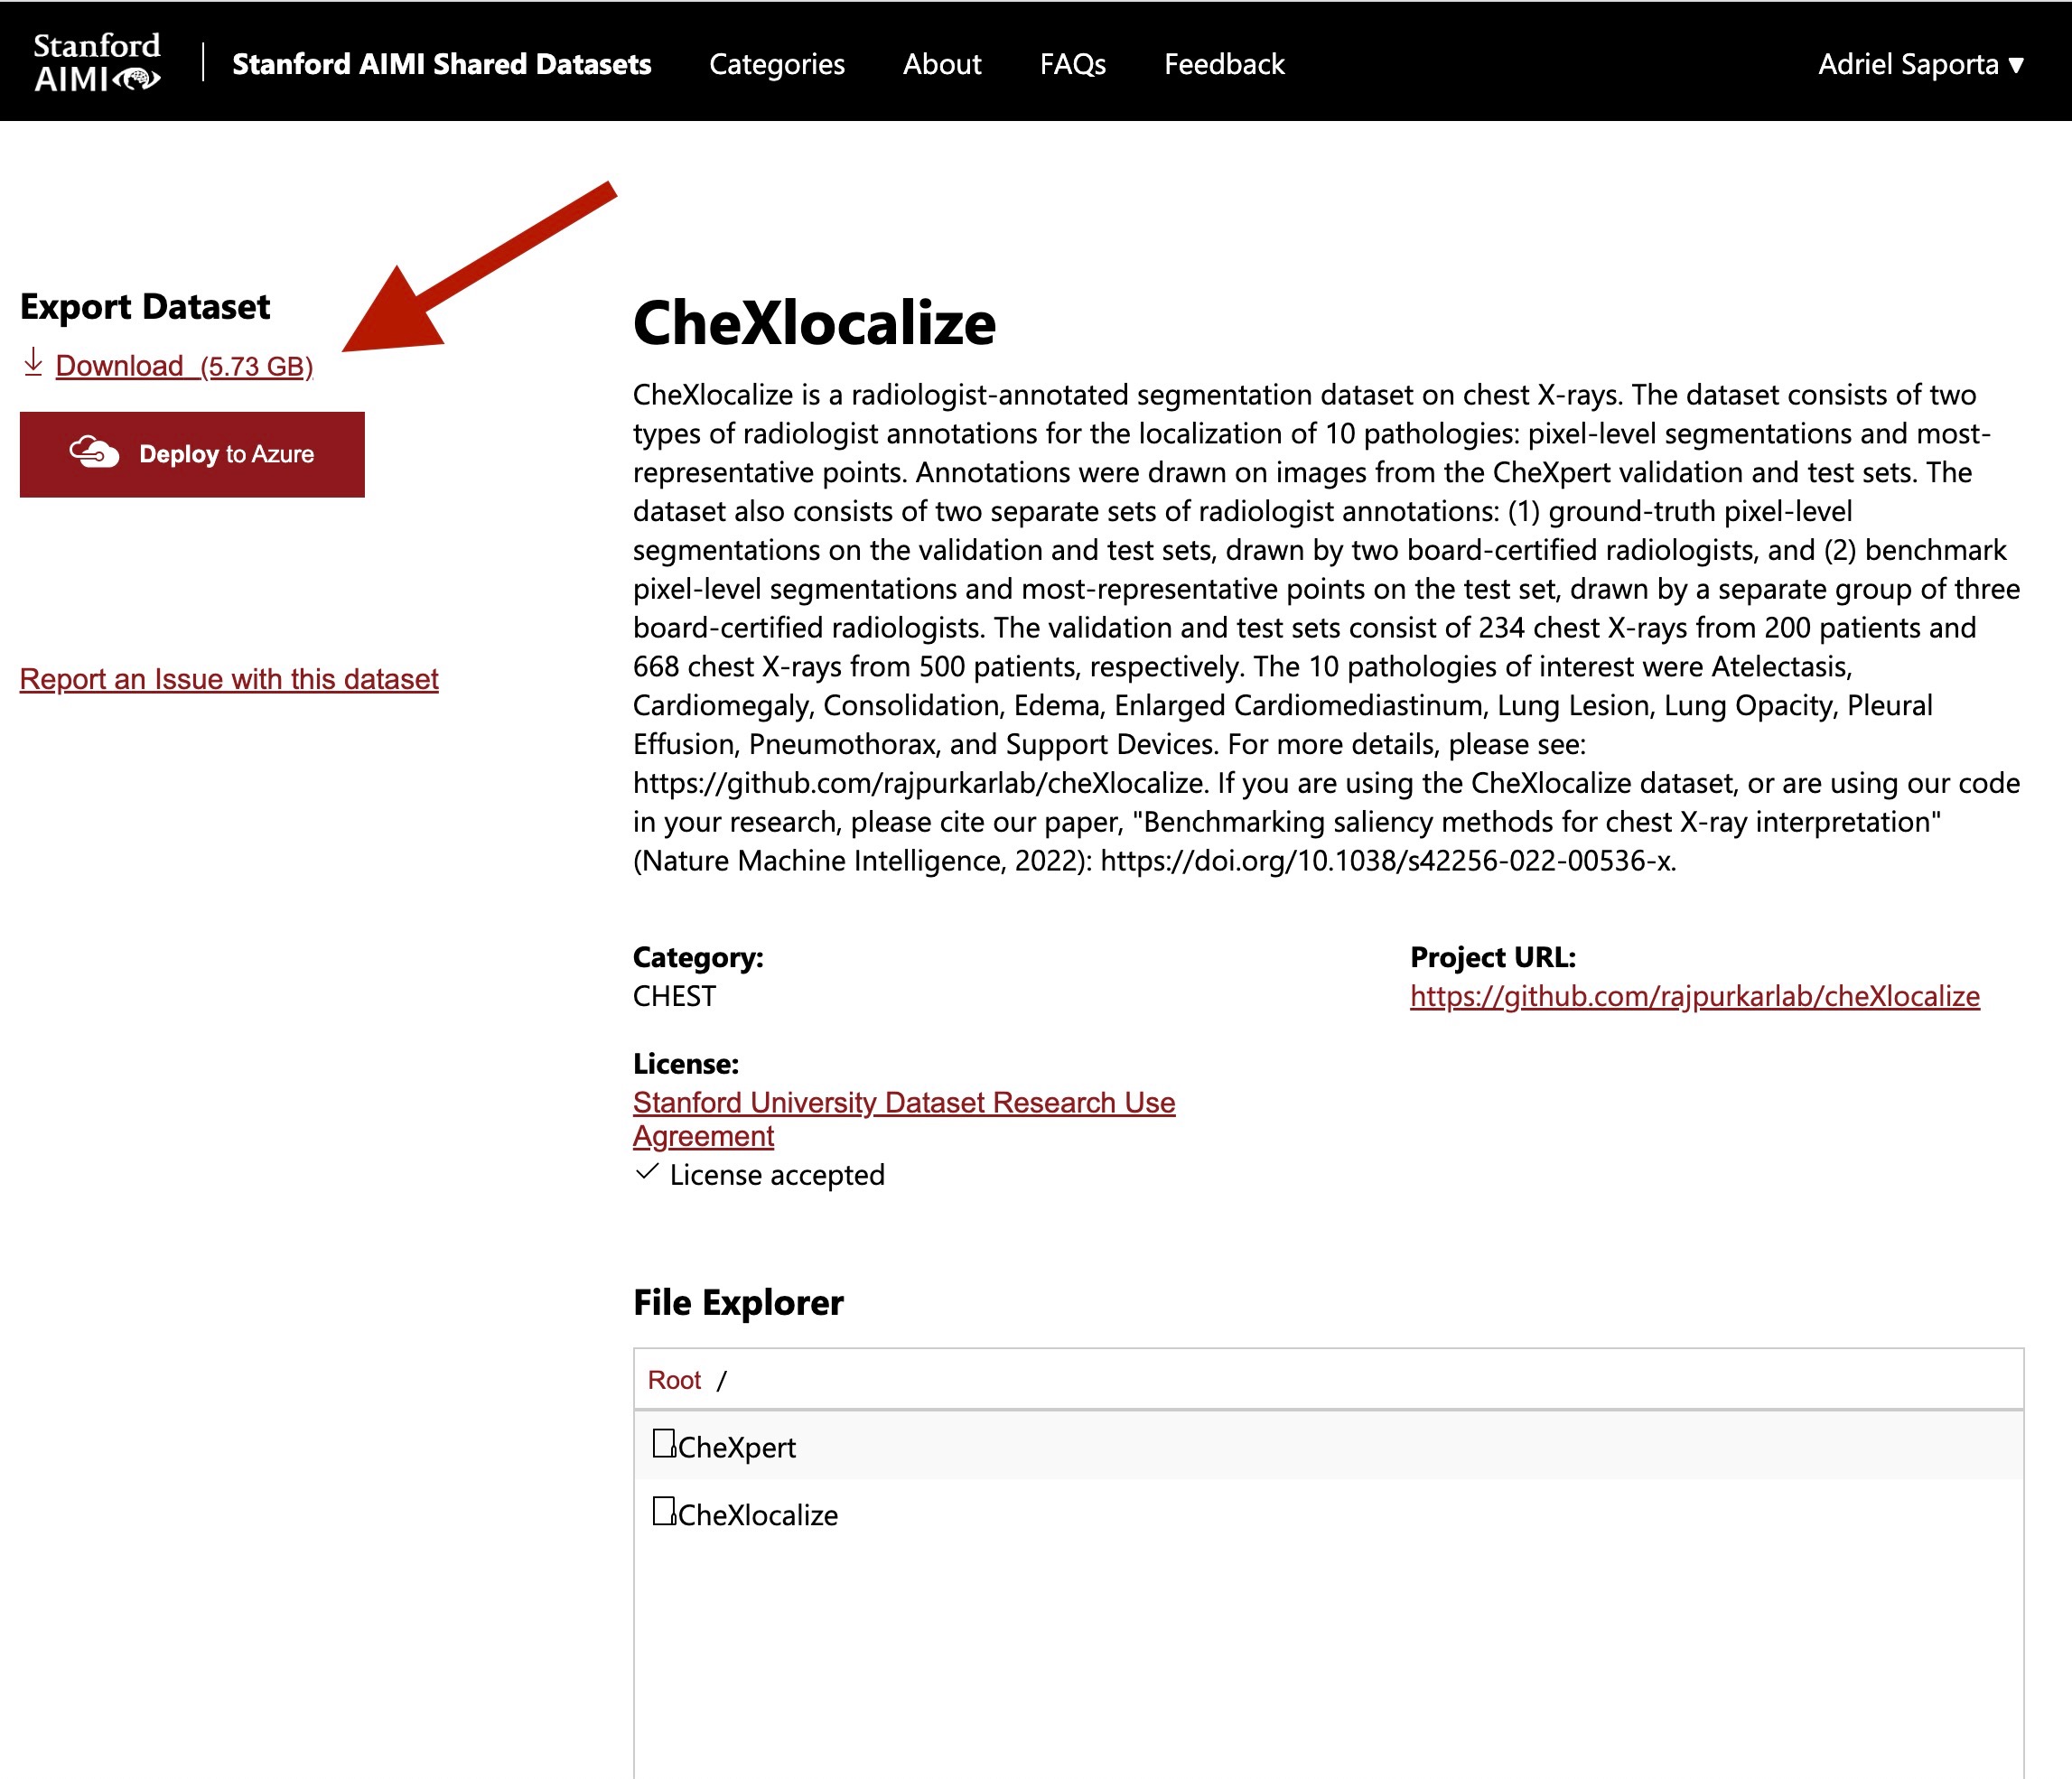 Stanford
AIMI
Stanford AIMI Shared Datasets
Categories
About
FAQs
Feedback
Adriel Saporta ▼
Export Dataset
Download (5.73 GB)
Deploy to Azure
Report an Issue with this dataset
CheXlocalize
CheXlocalize is a radiologist-annotated segmentation dataset on chest X-rays. The dataset consists of two
types of radiologist annotations for the localization of 10 pathologies: pixel-level segmentations and most-
representative points. Annotations were drawn on images from the CheXpert validation and test sets. The
dataset also consists of two separate sets of radiologist annotations: (1) ground-truth pixel-level
segmentations on the validation and test sets, drawn by two board-certified radiologists, and (2) benchmark
pixel-level segmentations and most-representative points on the test set, drawn by a separate group of three
board-certified radiologists. The validation and test sets consist of 234 chest X-rays from 200 patients and
668 chest X-rays from 500 patients, respectively. The 10 pathologies of interest were Atelectasis,
Cardiomegaly, Consolidation, Edema, Enlarged Cardiomediastinum, Lung Lesion, Lung Opacity, Pleural
Effusion, Pneumothorax, and Support Devices. For more details, please see:
https://github.com/rajpurkarlab/cheXlocalize. If you are using the CheXlocalize dataset, or are using our code
in your research, please cite our paper, "Benchmarking saliency methods for chest X-ray interpretation"
(Nature Machine Intelligence, 2022): https://doi.org/10.1038/s42256-022-00536-x.
Category:
CHEST
Project URL:
https://github.com/rajpurkarlab/cheXlocalize
License:
Stanford University Dataset Research Use
Agreement
License accepted
File Explorer
Root /
CheXpert
CheXlocalize